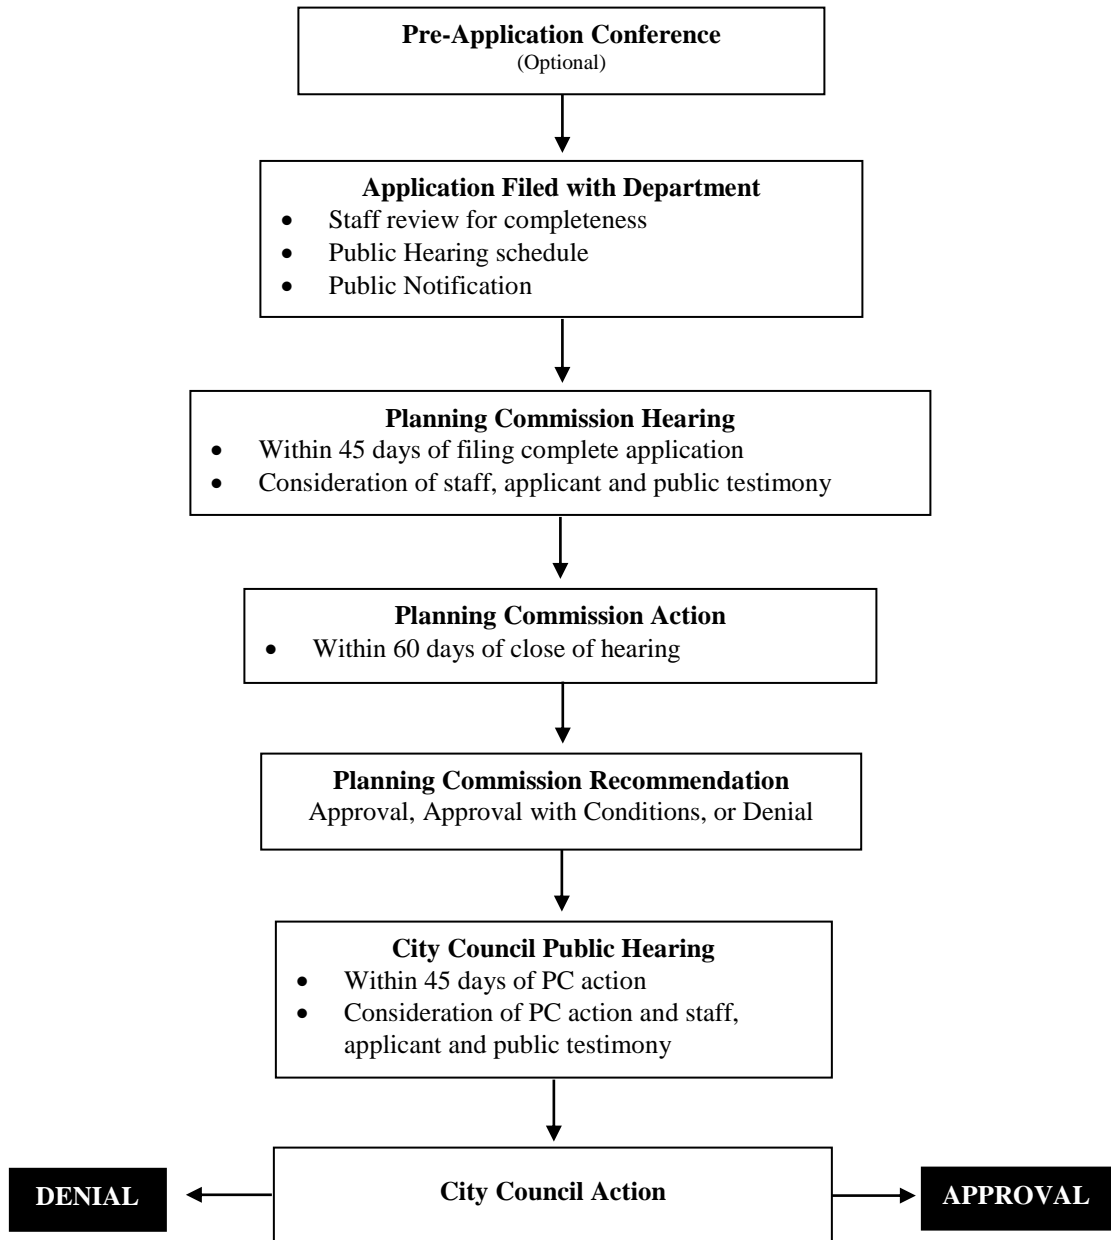 Pre-Application Conference
(Optional)
Application Filed with Department
• Staff review for completeness
• Public Hearing schedule
• Public Notification
Planning Commission Hearing
• Within 45 days of filing complete application
• Consideration of staff, applicant and public testimony
Planning Commission Action
• Within 60 days of close of hearing
Planning Commission Recommendation
Approval, Approval with Conditions, or Denial
City Council Public Hearing
• Within 45 days of PC action
• Consideration of PC action and staff,
applicant and public testimony
DENIAL
City Council Action
APPROVAL